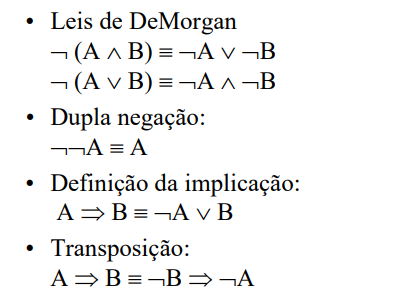 • Leis de DeMorgan
¬ (A ∧ B) ≡ ¬A ∨ ¬B
¬ (A ∨ B) ≡ ¬A ∧ ¬B
• Dupla negação:
¬¬A ≡ A
• Definição da implicação:
A ⇒ B ≡ ¬A ∨ B
• Transposição:
A ⇒ B ≡ ¬B ⇒ ¬A